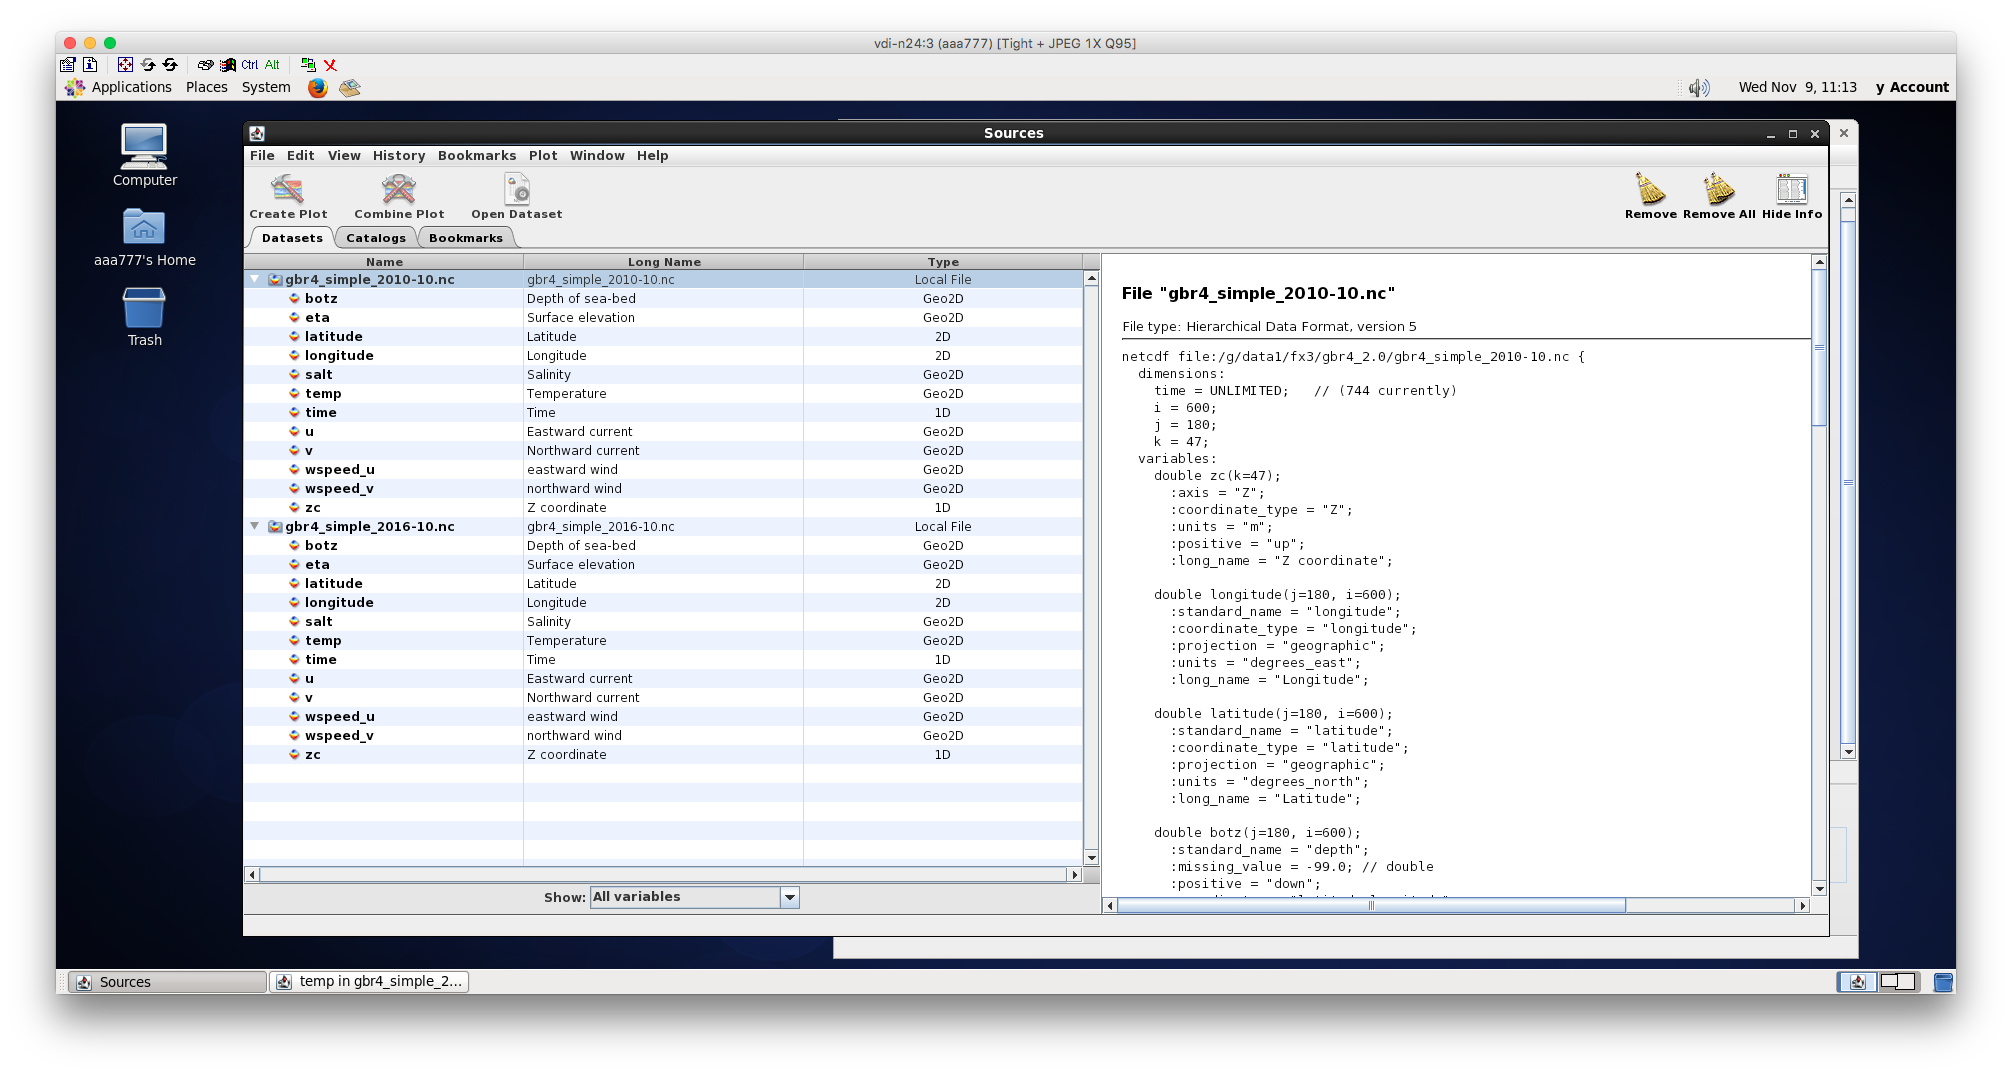 vdi-n24:3 (aaa777) [Tight + JPEG 1X Q95]
Ctrl Alt
Applications Places System
Wed Nov 9, 11:13 y Account
Computer
aaa777's Home
Trash
Sources
File Edit View History Bookmarks Plot Window Help
Create Plot Combine Plot Open Dataset
Remove Remove All Hide Info
Datasets Catalogs Bookmarks
Name Long Name Type
gbr4_simple_2010-10.nc gbr4_simple_2010-10.nc Local File
botz Depth of sea-bed Geo2D
eta Surface elevation Geo2D
latitude Latitude 2D
longitude Longitude 2D
salt Salinity Geo2D
temp Temperature Geo2D
time Time 1D
u Eastward current Geo2D
v Northward current Geo2D
wspeed_u eastward wind Geo2D
wspeed_v northward wind Geo2D
zc Z coordinate 1D
gbr4_simple_2016-10.nc gbr4_simple_2016-10.nc Local File
botz Depth of sea-bed Geo2D
eta Surface elevation Geo2D
latitude Latitude 2D
longitude Longitude 2D
salt Salinity Geo2D
temp Temperature Geo2D
time Time 1D
u Eastward current Geo2D
v Northward current Geo2D
wspeed_u eastward wind Geo2D
wspeed_v northward wind Geo2D
zc Z coordinate 1D
Show: All variables
File "gbr4_simple_2010-10.nc"
File type: Hierarchical Data Format, version 5
netcdf file:/g/data1/fx3/gbr4_2.0/gbr4_simple_2010-10.nc {
dimensions:
time = UNLIMITED; // (744 currently)
i = 600;
j = 180;
k = 47;
variables:
double zc(k=47);
:axis = "Z";
:coordinate_type = "Z";
:units = "m";
:positive = "up";
:long_name = "Z coordinate";
double longitude(j=180, i=600);
:standard_name = "longitude";
:coordinate_type = "longitude";
:projection = "geographic";
:units = "degrees_east";
:long_name = "Longitude";
double latitude(j=180, i=600);
:standard_name = "latitude";
:coordinate_type = "latitude";
:projection = "geographic";
:units = "degrees_north";
:long_name = "Latitude";
double botz(j=180, i=600);
:standard_name = "depth";
:missing_value = -99.0; // double
:positive = "down";
Sources
temp in gbr4_simple_2...